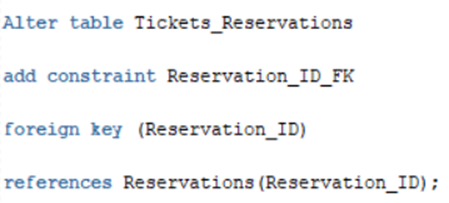 Alter table Tickets_Reservations
add constraint Reservation_ID_FK
foreign key (Reservation_ID)
references Reservations(Reservation_ID);